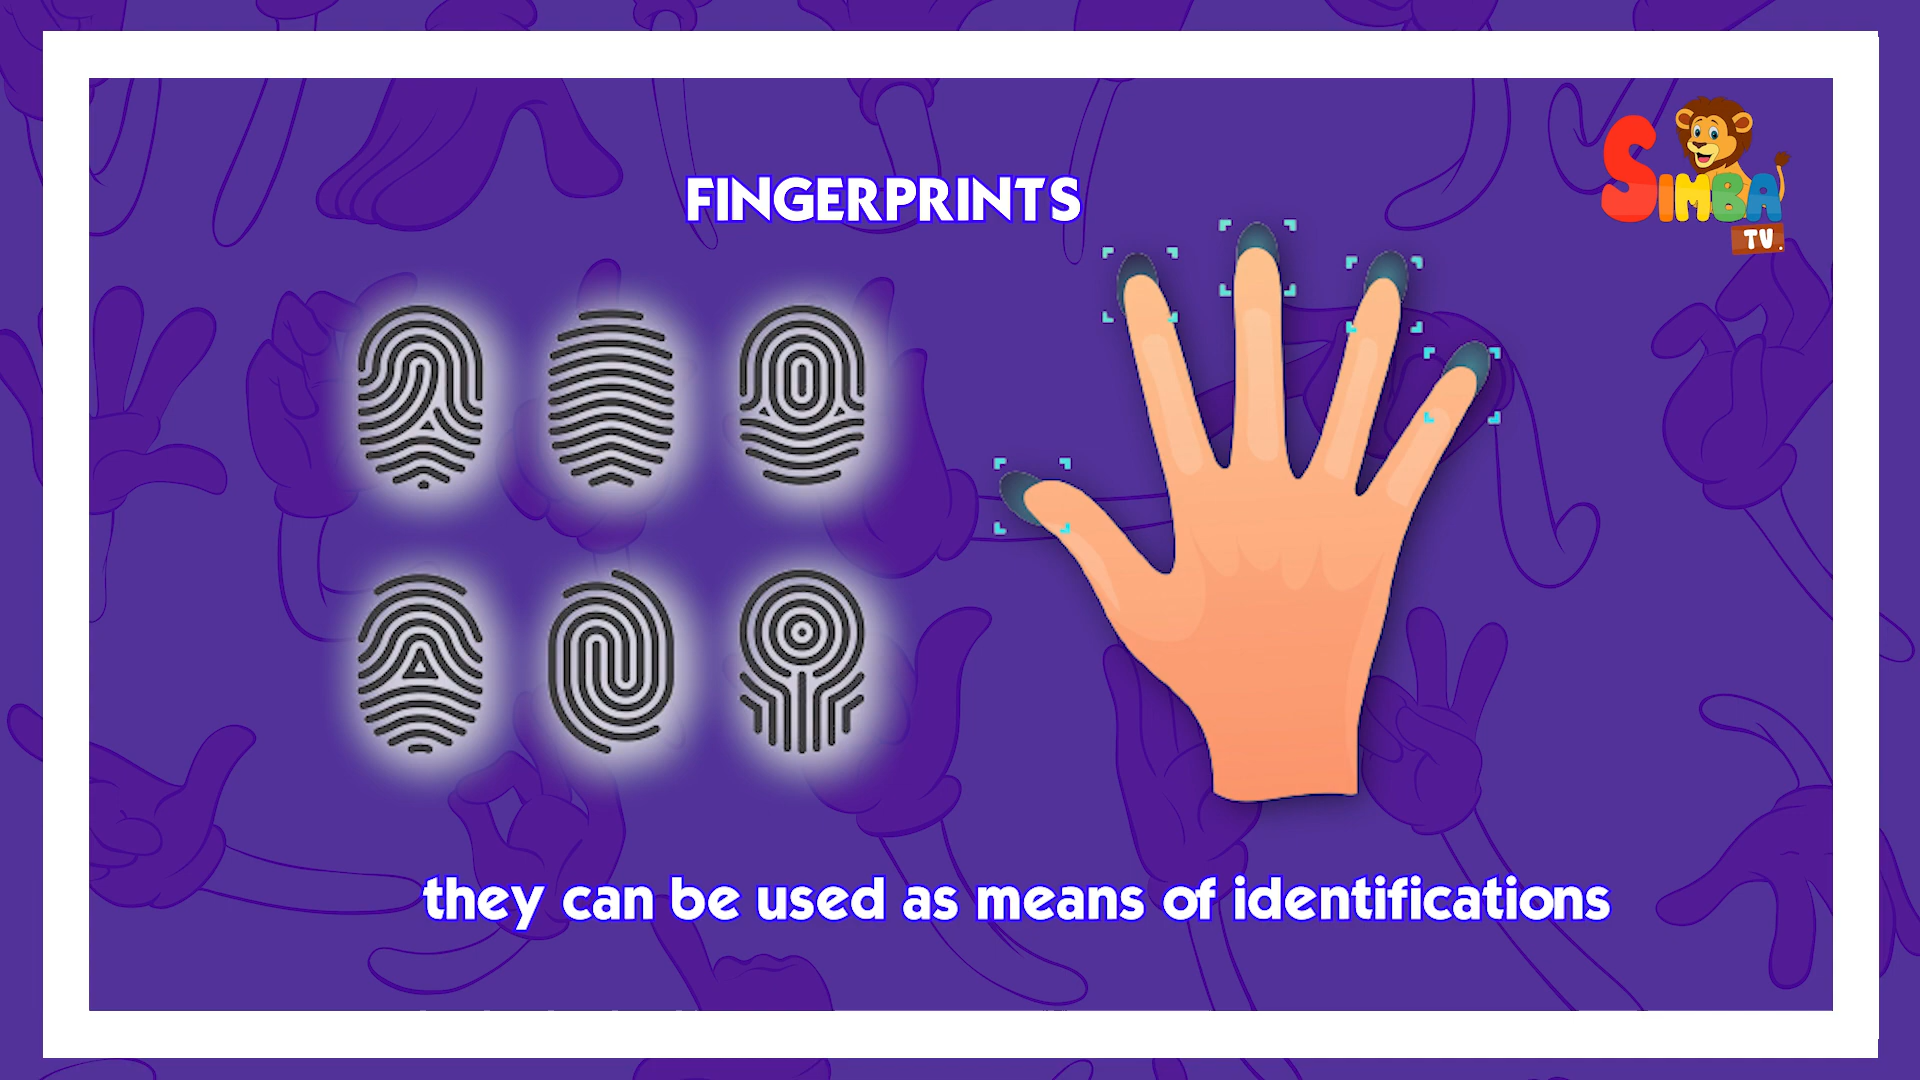 SIMBA
TV.
FINGERPRINTS
they can be used as means of identifications